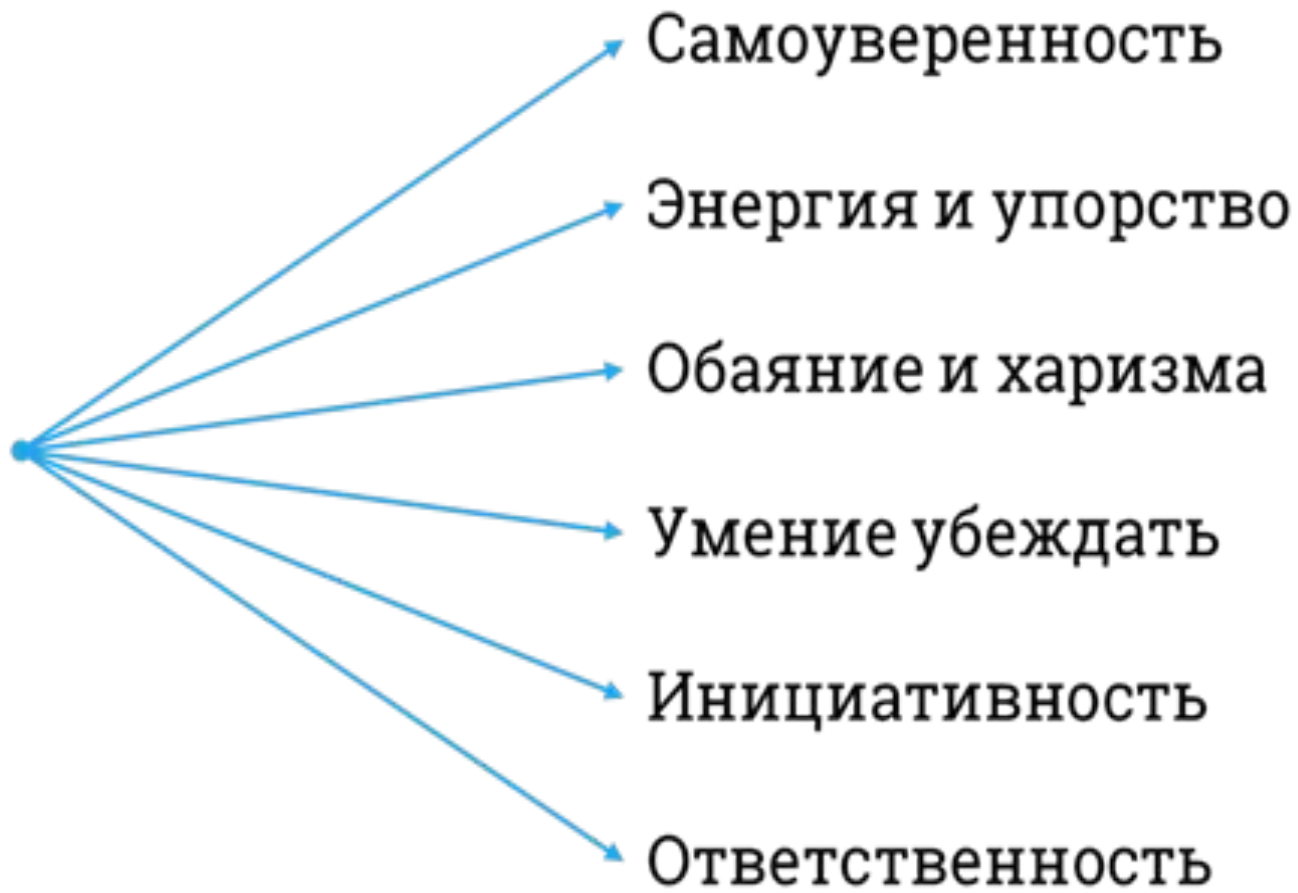 Самоуверенность
Энергия и упорство
Обаяние и харизма
Умение убеждать
Инициативность
Ответственность